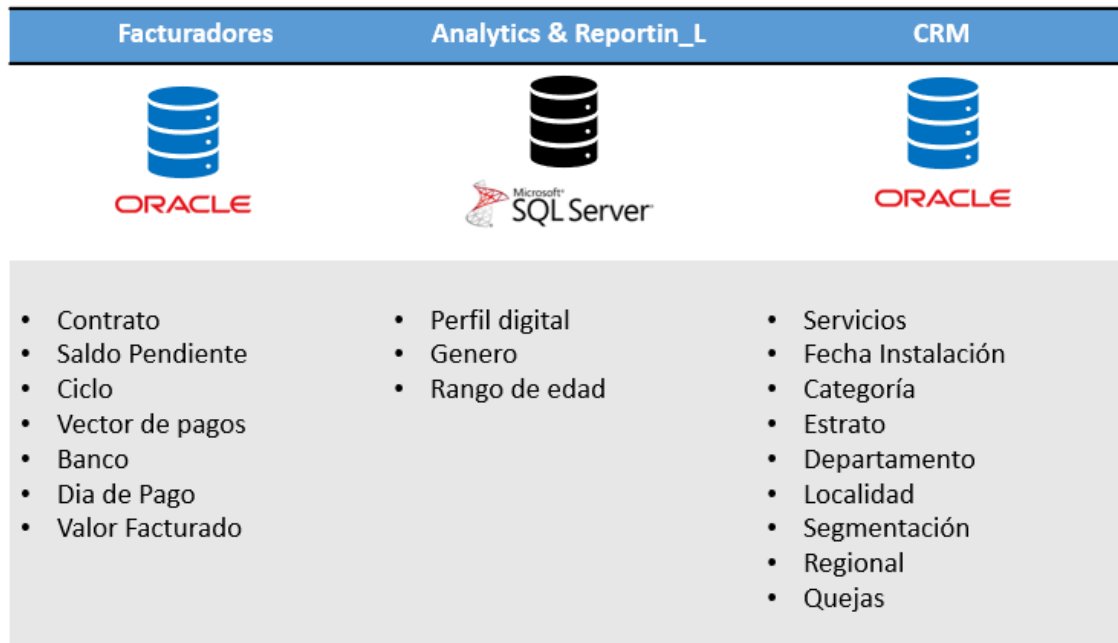 Facturadores
Analytics & Reportin_L
CRM
ORACLE
Microsoft®
SQL Server®
ORACLE
• Contrato
• Saldo Pendiente
• Ciclo
• Vector de pagos
• Banco
• Dia de Pago
• Valor Facturado
• Perfil digital
• Genero
• Rango de edad
• Servicios
• Fecha Instalación
• Categoría
• Estrato
• Departamento
• Localidad
• Segmentación
• Regional
• Quejas